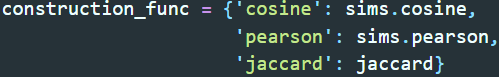 construction_func = {'cosine': sims.cosine,
'pearson': sims.pearson,
'jaccard': jaccard}